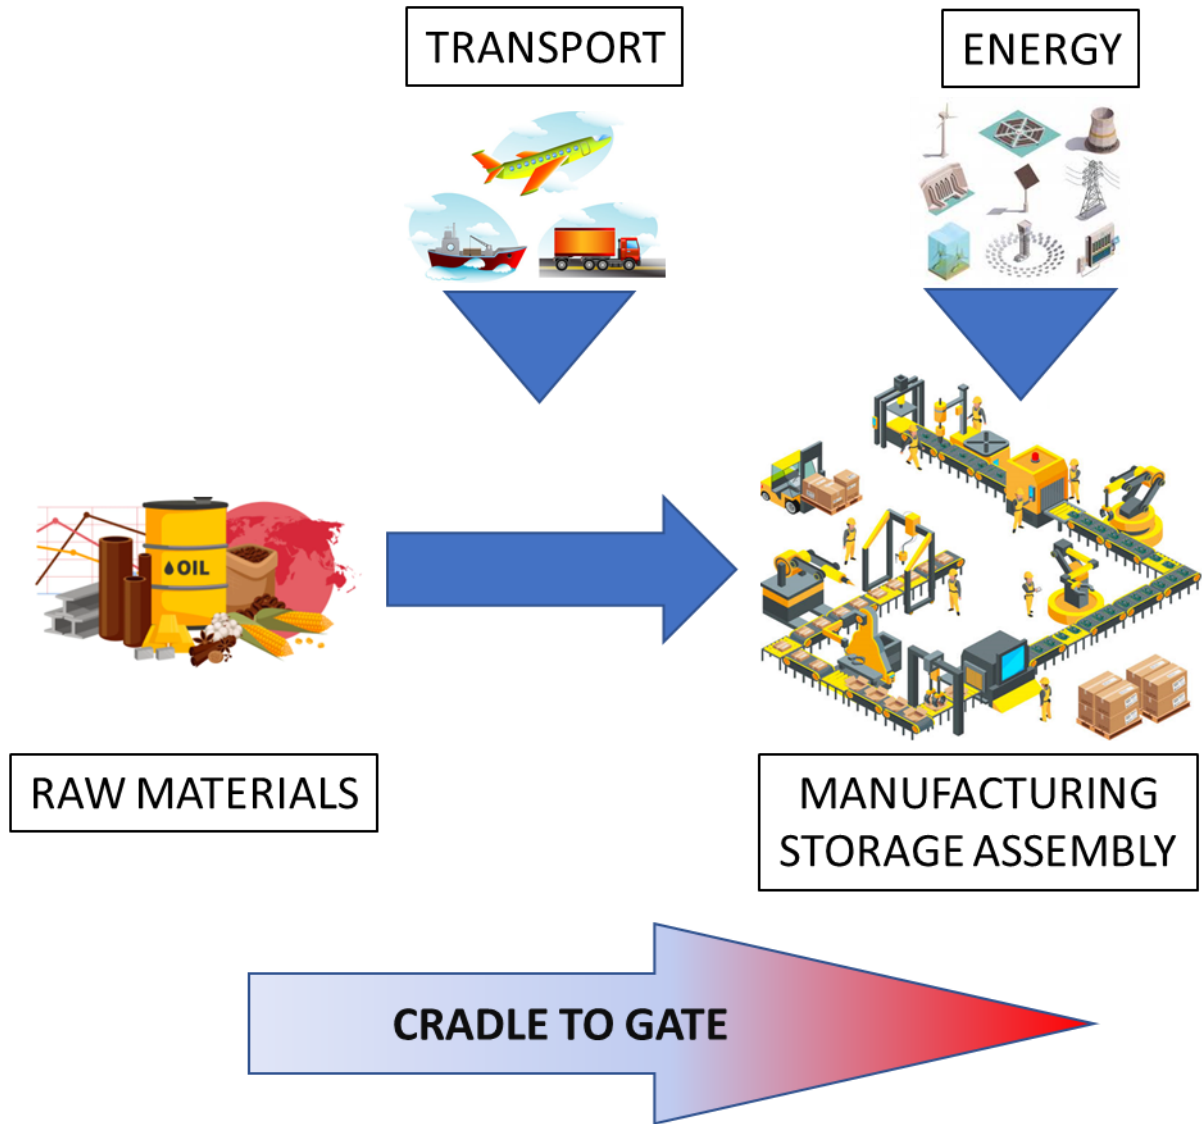 TRANSPORT
ENERGY
OIL
RAW MATERIALS
MANUFACTURING
STORAGE ASSEMBLY
CRADLE TO GATE